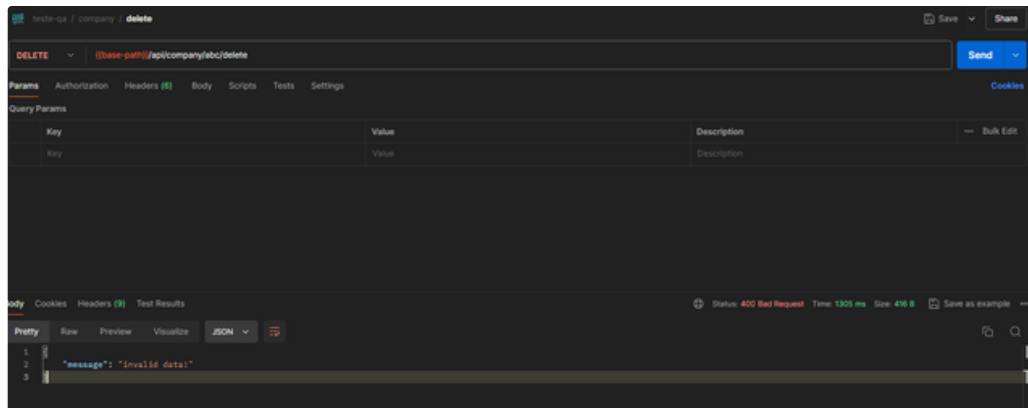 teste-qa / company / delete
Save
Share
DELETE
{{base-path}}/api/company/abc/delete
Send
Params Authorization Headers (6) Body Scripts Tests Settings
Cookies
Query Params
Key Value Description Bulk Edit
Key Value Description
Body Cookies Headers (9) Test Results
Status: 400 Bad Request Time: 1305 ms Size: 416 B Save as example
Pretty Raw Preview Visualize JSON
1 {
2 "message": "invalid data!"
3 }